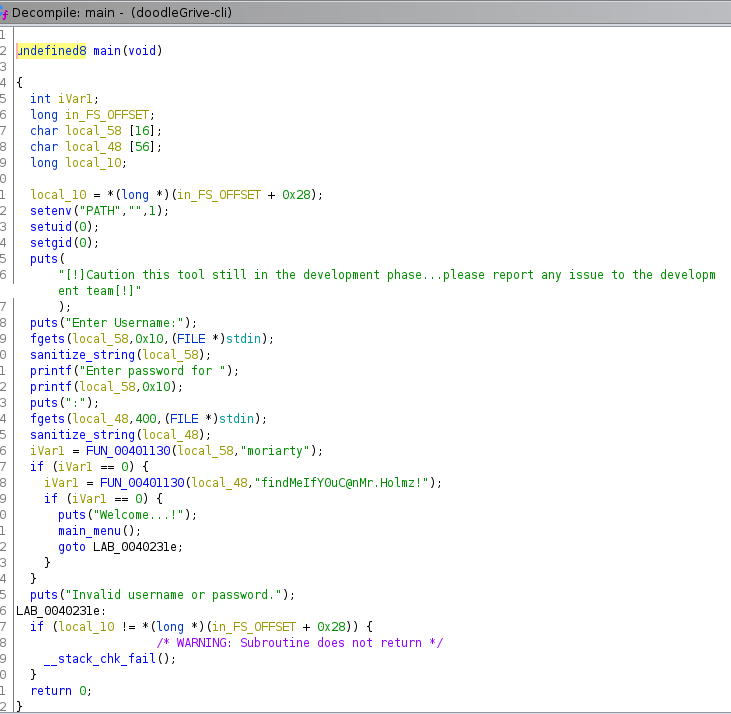 Decompile: main - (doodleGrive-cli)
1
2 undefined8 main(void)
3
4 {
5 int iVar1;
6 long in_FS_OFFSET;
7 char local_58 [16];
8 char local_48 [56];
9 long local_10;
0
1 local_10 = *(long *)(in_FS_OFFSET + 0x28);
2 setenv("PATH","",1);
3 setuid(0);
4 setgid(0);
5 puts(
6 "[!]Caution this tool still in the development phase...please report any issue to the developm
ent team[!]"
7 );
8 puts("Enter Username:");
9 fgets(local_58,0x10,(FILE *)stdin);
0 sanitize_string(local_58);
1 printf("Enter password for ");
2 printf(local_58,0x10);
3 puts(":");
4 fgets(local_48,400,(FILE *)stdin);
5 sanitize_string(local_48);
6 iVar1 = FUN_00401130(local_58,"moriarty");
7 if (iVar1 == 0) {
8 iVar1 = FUN_00401130(local_48,"findMeIfY0uC@nMr.Holmz!");
9 if (iVar1 == 0) {
0 puts("Welcome...!");
1 main_menu();
2 goto LAB_0040231e;
3 }
4 }
5 puts("Invalid username or password.");
6 LAB_0040231e:
7 if (local_10 != *(long *)(in_FS_OFFSET + 0x28)) {
8 /* WARNING: Subroutine does not return */
9 __stack_chk_fail();
0 }
1 return 0;
2 }